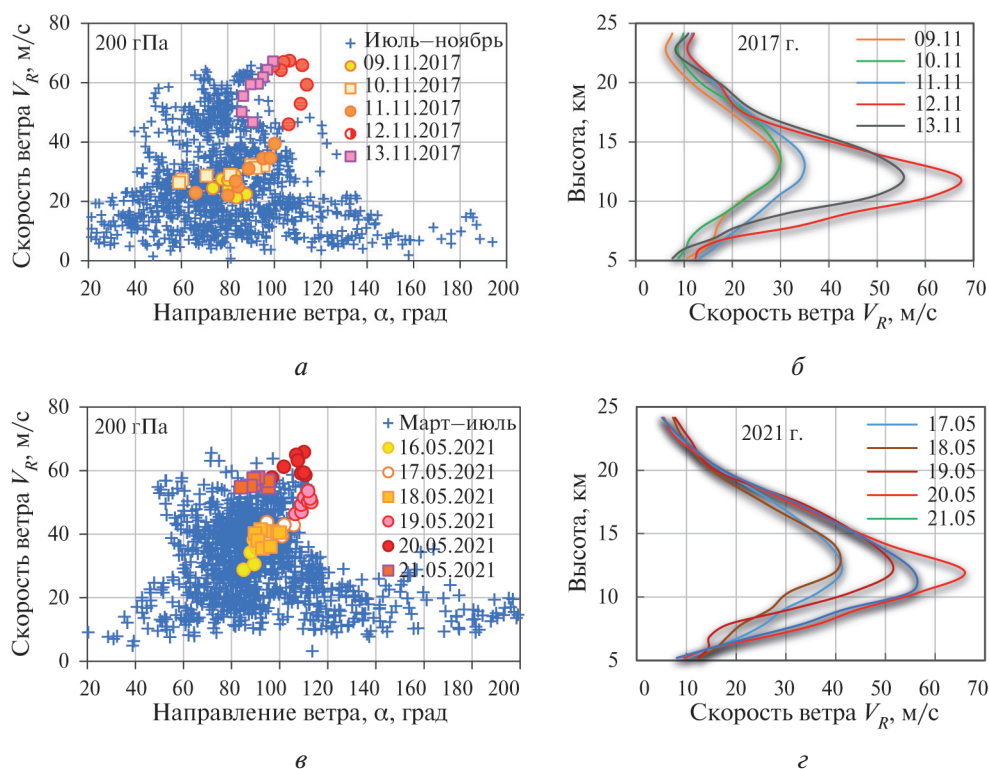 80
60
40
20
0
Скорость ветра V_R, м/с
200 гПа
Июль–ноябрь
09.11.2017
10.11.2017
11.11.2017
12.11.2017
13.11.2017
20 40 60 80 100 120 140 160 180 200
Направление ветра, α, град
а
25
20
15
10
5
Высота, км
2017 г.
09.11
10.11
11.11
12.11
13.11
0 10 20 30 40 50 60 70
Скорость ветра V_R, м/с
б
80
60
40
20
0
Скорость ветра V_R, м/с
200 гПа
Март–июль
16.05.2021
17.05.2021
18.05.2021
19.05.2021
20.05.2021
21.05.2021
20 40 60 80 100 120 140 160 180 200
Направление ветра, α, град
в
25
20
15
10
5
Высота, км
2021 г.
17.05
18.05
19.05
20.05
21.05
0 10 20 30 40 50 60 70
Скорость ветра V_R, м/с
г